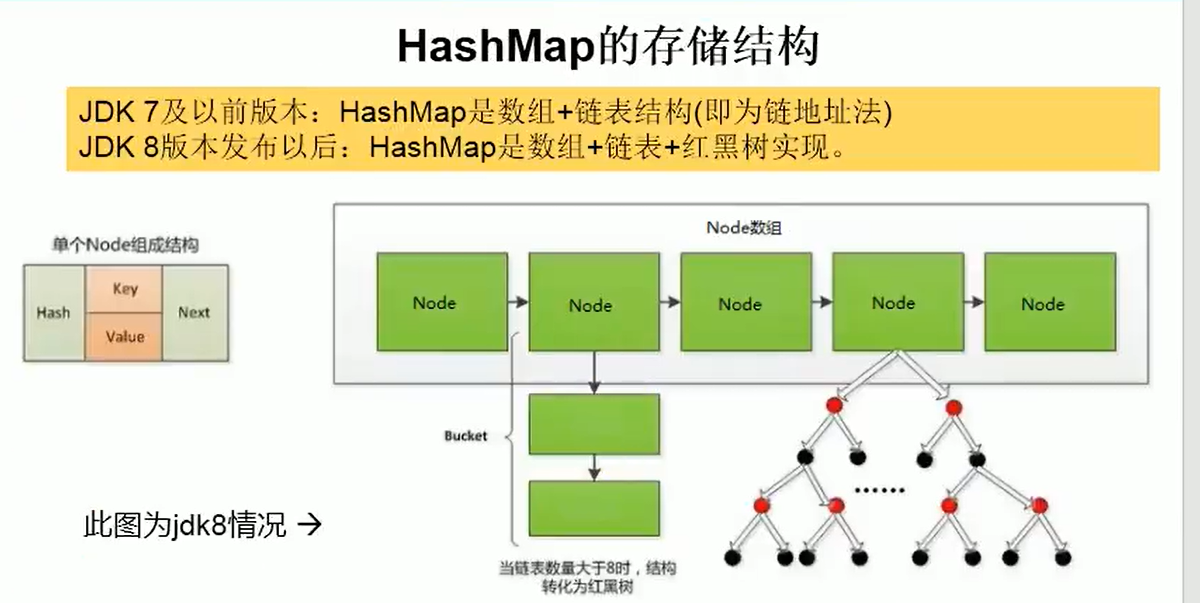 HashMap的存储结构
JDK 7及以前版本：HashMap是数组+链表结构(即为链地址法)
JDK 8版本发布以后：HashMap是数组+链表+红黑树实现。
单个Node组成结构
Hash
Key
Value
Next
Node数组
Node
Node
Node
Node
Node
Bucket
......
此图为jdk8情况 →
当链表数量大于8时，结构
转化为红黑树